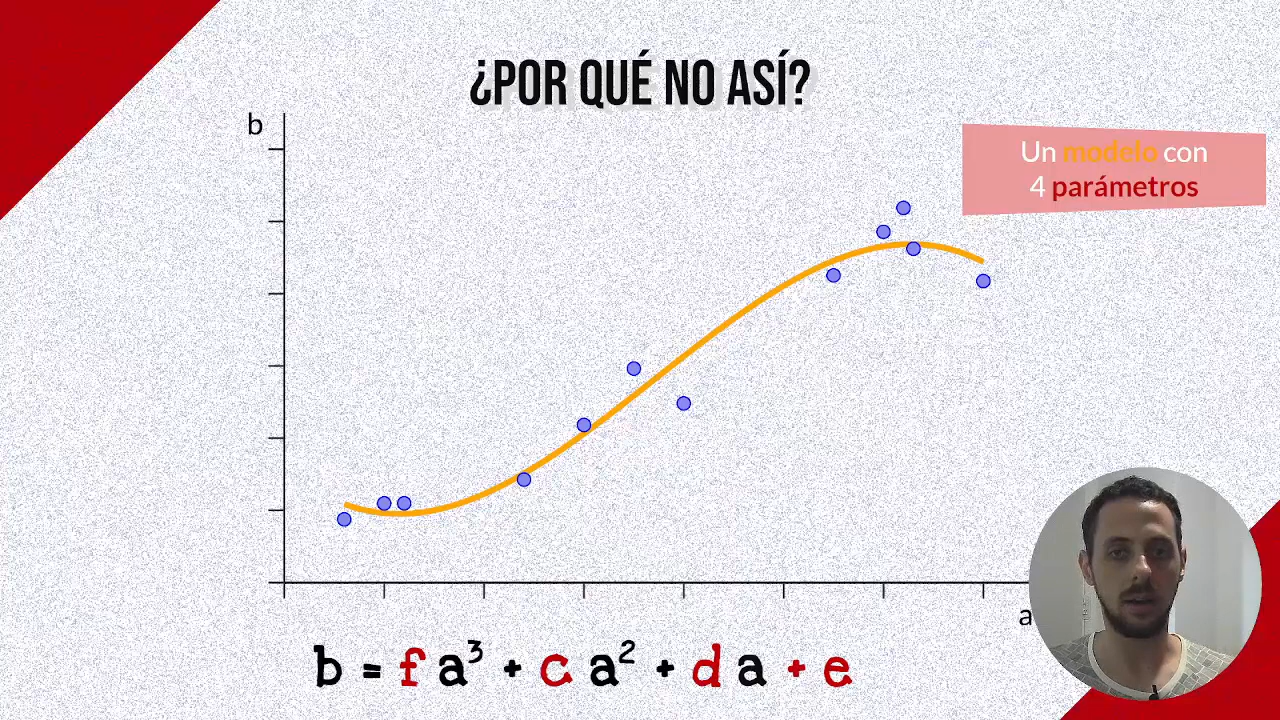 ¿POR QUÉ NO ASÍ?
b
Un modelo con
4 parámetros
a
b = f a³ + c a² + d a + e